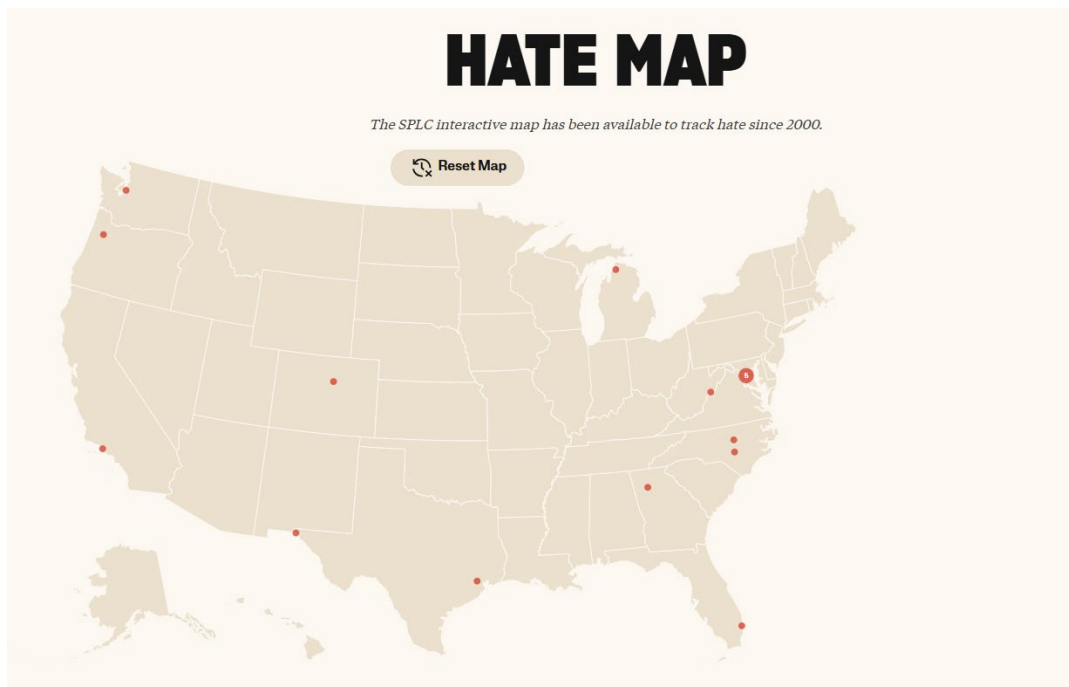 HATE MAP
The SPLC interactive map has been available to track hate since 2000.
Reset Map
5